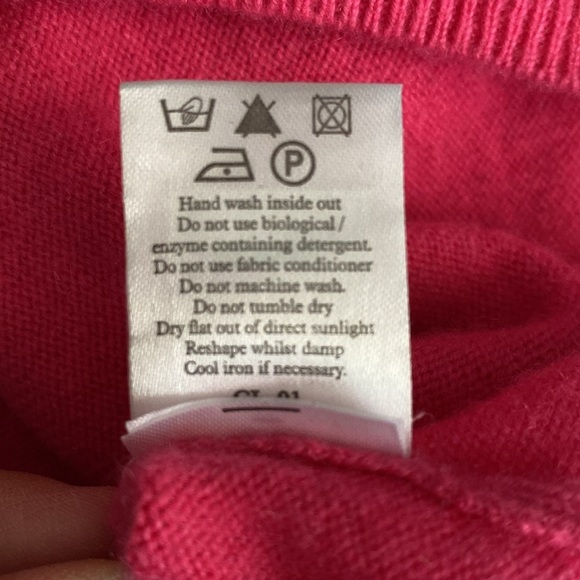 P
Hand wash inside out
Do not use biological /
enzyme containing detergent.
Do not use fabric conditioner
Do not machine wash.
Do not tumble dry
Dry flat out of direct sunlight
Reshape whilst damp
Cool iron if necessary.